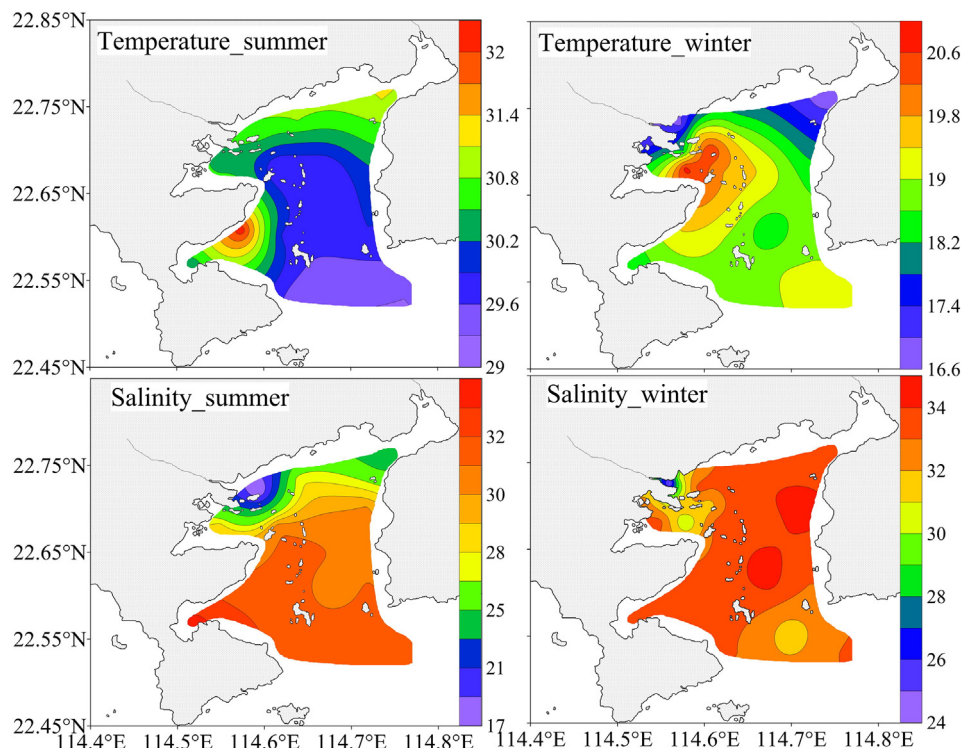 22.85°N
Temperature_summer
32
Temperature_winter
20.6
22.75°N
31.4
19.8
22.65°N
30.8
19
30.2
18.2
22.55°N
29.6
17.4
22.45°N
29
16.6
Salinity_summer
32
Salinity_winter
34
22.75°N
30
32
22.65°N
28
30
25
28
22.55°N
21
26
22.45°N
17
24
114.4°E 114.5°E 114.6°E 114.7°E 114.8°E
114.4°E 114.5°E 114.6°E 114.7°E 114.8°E